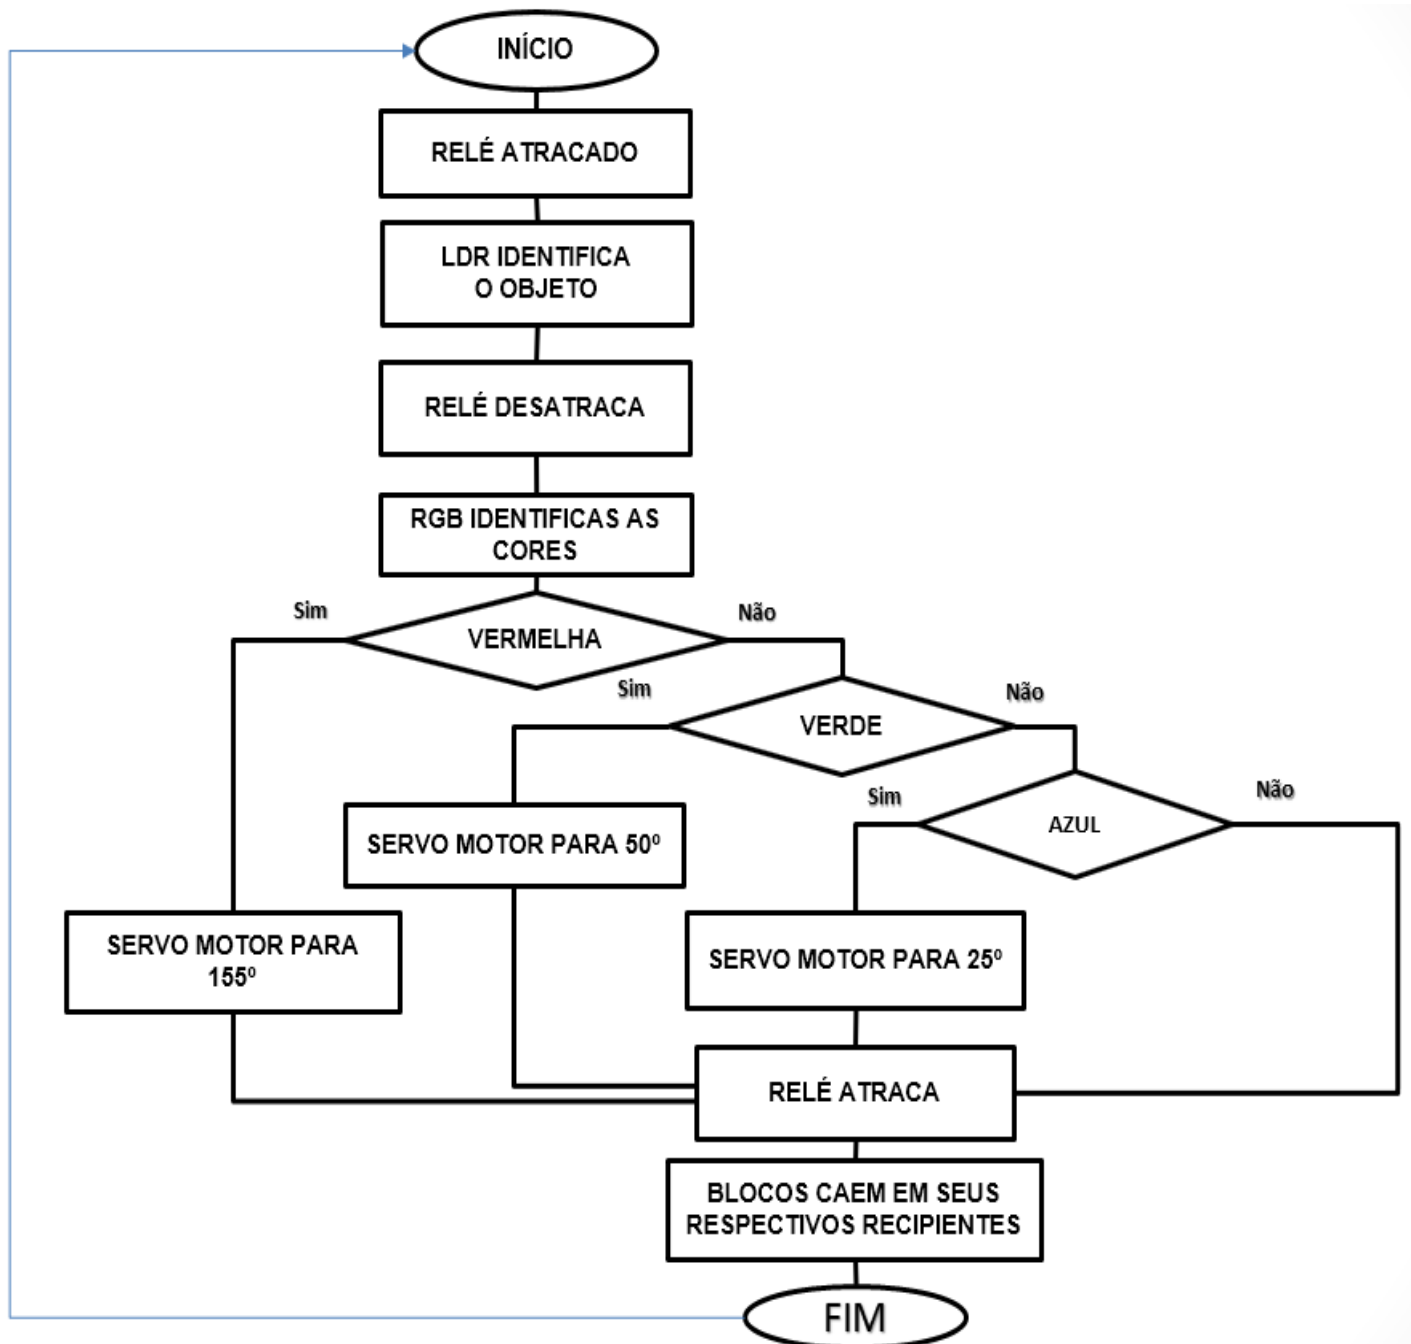 INÍCIO
RELÉ ATRACADO
LDR IDENTIFICA
O OBJETO
RELÉ DESATRACA
RGB IDENTIFICAS AS
CORES
Sim
VERMELHA
Não
Sim
VERDE
Não
SERVO MOTOR PARA 50º
Sim
AZUL
Não
SERVO MOTOR PARA
155º
SERVO MOTOR PARA 25º
RELÉ ATRACA
BLOCOS CAEM EM SEUS
RESPECTIVOS RECIPIENTES
FIM